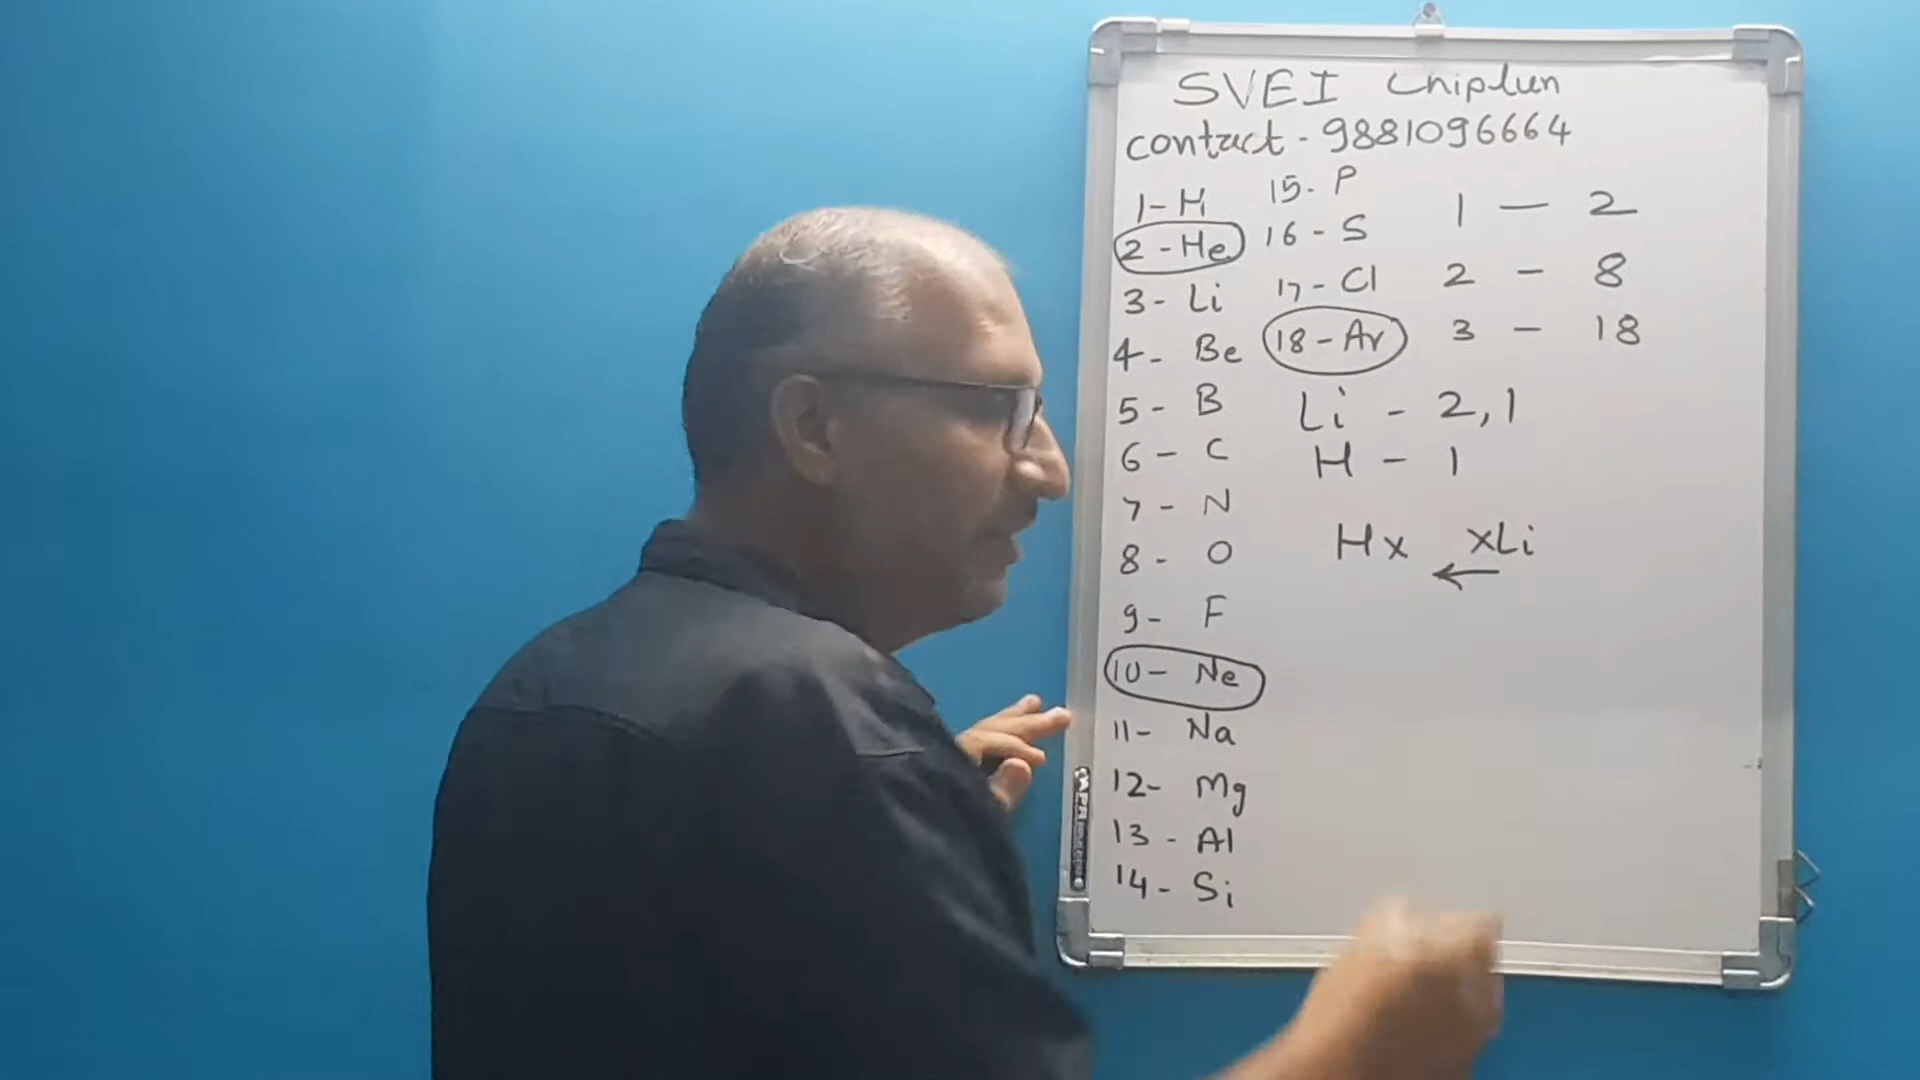 SVEI Chiplun
contact - 9881096664
1- H
2 - He
3 - Li
4 - Be
5 - B
6 - C
7 - N
8 - O
9 - F
10 - Ne
11 - Na
12 - Mg
13 - Al
14 - Si
15 - P
16 - S
17 - Cl
18 - Ar
1 — 2
2 - 8
3 - 18
Li - 2,1
H - 1
Hx xLi
←